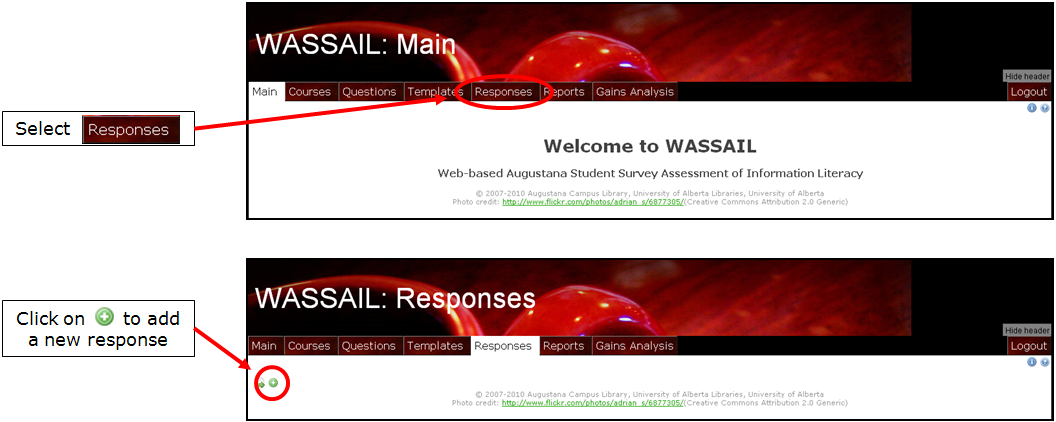 WASSAIL: Main
Hide header
Main Courses Questions Templates Responses Reports Gains Analysis Logout
Select Responses
Welcome to WASSAIL
Web-based Augustana Student Survey Assessment of Information Literacy
© 2007-2010 Augustana Campus Library, University of Alberta Libraries, University of Alberta
Photo credit: http://www.flickr.com/photos/adrian_s/6877305/(Creative Commons Attribution 2.0 Generic)
WASSAIL: Responses
Click on to add
a new response
Hide header
Main Courses Questions Templates Responses Reports Gains Analysis Logout
© 2007-2010 Augustana Campus Library, University of Alberta Libraries, University of Alberta
Photo credit: http://www.flickr.com/photos/adrian_s/6877305/(Creative Commons Attribution 2.0 Generic)